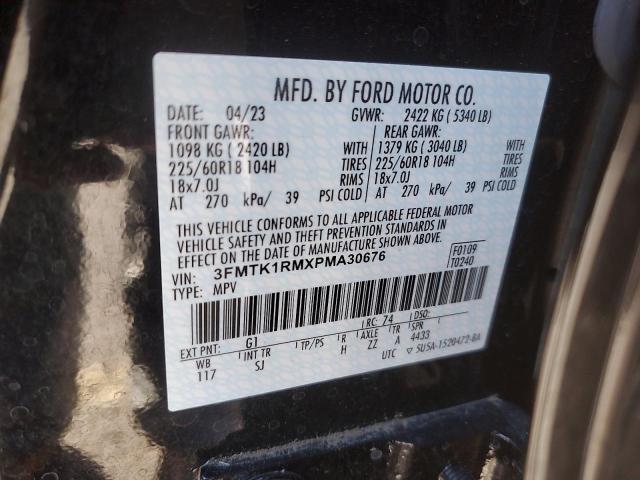 MFD. BY FORD MOTOR CO.
DATE: 04/23 GVWR: 2422 KG ( 5340 LB)
FRONT GAWR: REAR GAWR:
1098 KG ( 2420 LB) WITH 1379 KG ( 3040 LB) WITH
225/60R18 104H TIRES 225/60R18 104H TIRES
18x7.0J RIMS 18x7.0J RIMS
AT 270 kPa/ 39 PSI COLD AT 270 kPa/ 39 PSI COLD
THIS VEHICLE CONFORMS TO ALL APPLICABLE FEDERAL MOTOR
VEHICLE SAFETY AND THEFT PREVENTION STANDARDS IN
EFFECT ON THE DATE OF MANUFACTURE SHOWN ABOVE.
VIN: 3FMTK1RMXPMA30676 F0109
TYPE: MPV T0240
EXT PNT: G1 RC: 74 DSO:
WB INT TR TP/PS R AXLE TR SPR
117 SJ H ZZ A 4433
UTC 5U5A-1520472-BA